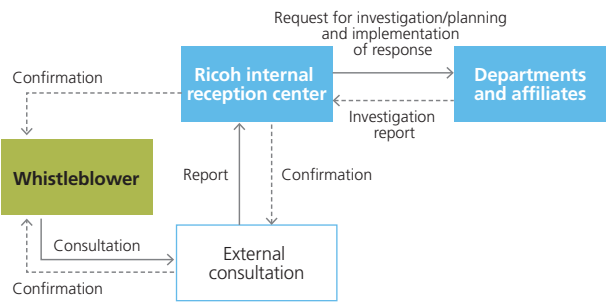 Request for investigation/planning
and implementation
of response
Confirmation
Ricoh internal
reception center
Departments
and affiliates
Investigation
report
Whistleblower
Report
Confirmation
Consultation
External
consultation
Confirmation